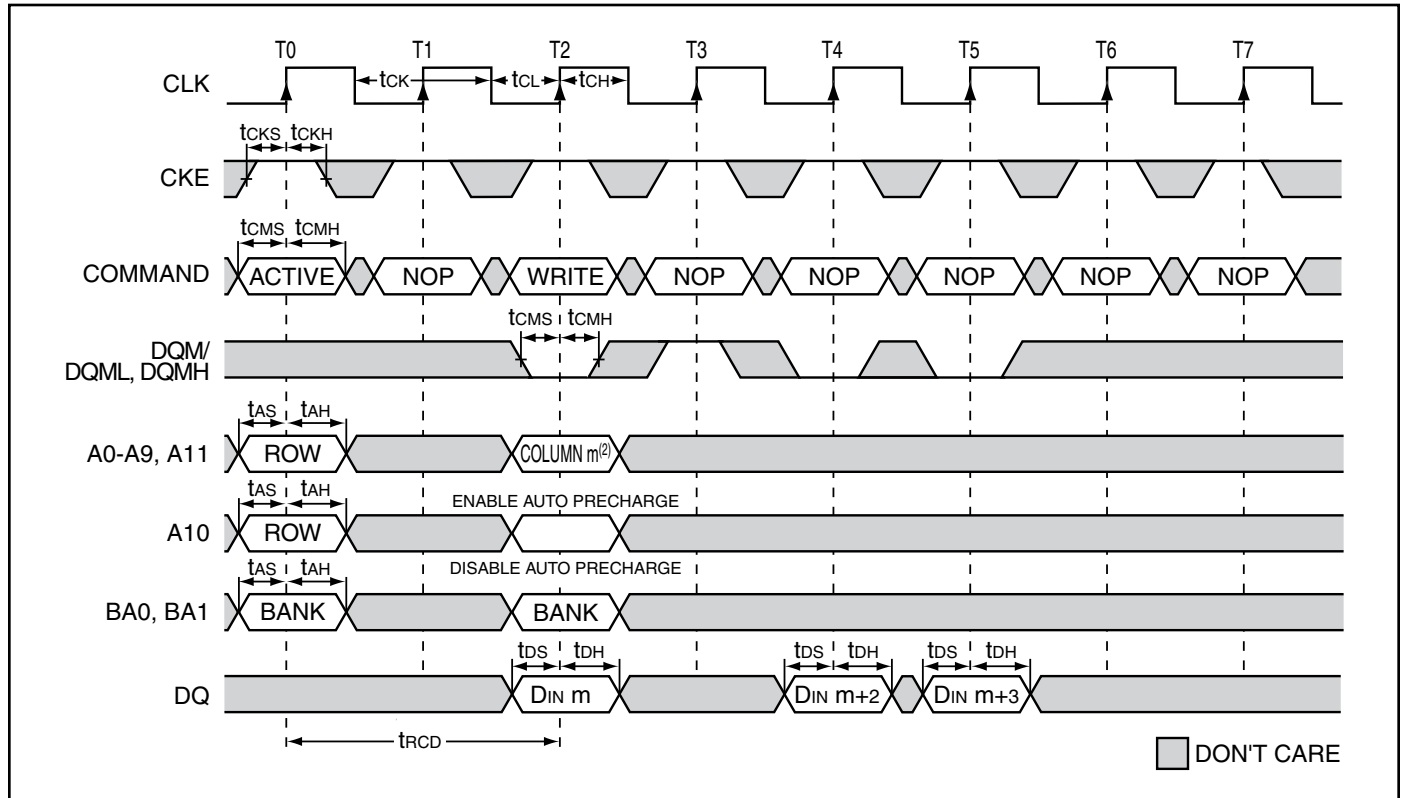 T0 T1 T2 T3 T4 T5 T6 T7
CLK tCK tCL tCH
tCKS tCKH
CKE
tCMS tCMH
COMMAND ACTIVE NOP WRITE NOP NOP NOP NOP NOP
tCMS tCMH
DQM/
DQML, DQMH
tAS tAH
A0-A9, A11 ROW COLUMN m(2)
tAS tAH ENABLE AUTO PRECHARGE
A10 ROW
tAS tAH DISABLE AUTO PRECHARGE
BA0, BA1 BANK BANK
tDS tDH tDS tDH tDS tDH
DQ DIN m DIN m+2 DIN m+3
tRCD
DON'T CARE